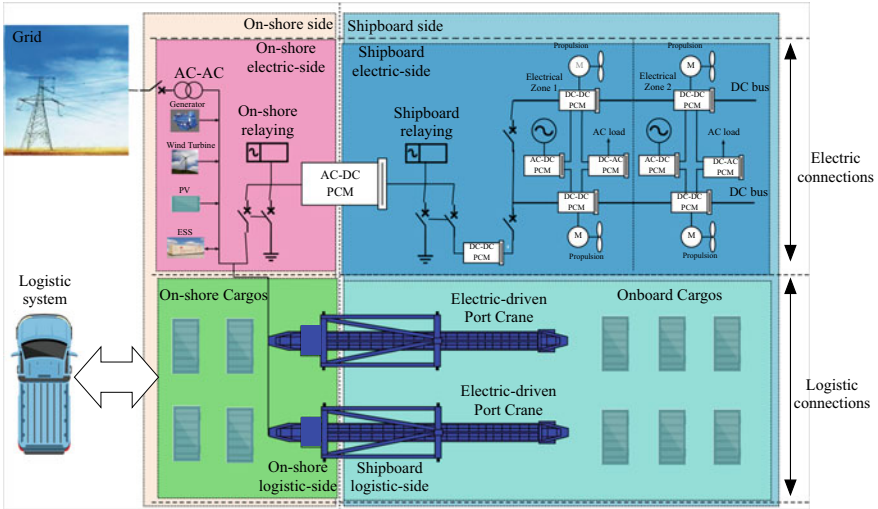 On-shore side
Shipboard side
Grid
On-shore
electric-side
Shipboard
electric-side
AC-AC
Generator
Wind Turbine
PV
ESS
On-shore
relaying
AC-DC
PCM
Shipboard
relaying
DC-DC
PCM
Propulsion
M
Electrical
Zone 1
DC-DC
PCM
AC-DC
PCM
AC load
DC-AC
PCM
DC-DC
PCM
M
Propulsion
Propulsion
M
Electrical
Zone 2
DC-DC
PCM
DC bus
AC-DC
PCM
AC load
DC-AC
PCM
DC bus
DC-DC
PCM
M
Propulsion
Electric
connections
Logistic
system
On-shore Cargos
Electric-driven
Port Crane
Onboard Cargos
Electric-driven
Port Crane
On-shore
logistic-side
Shipboard
logistic-side
Logistic
connections